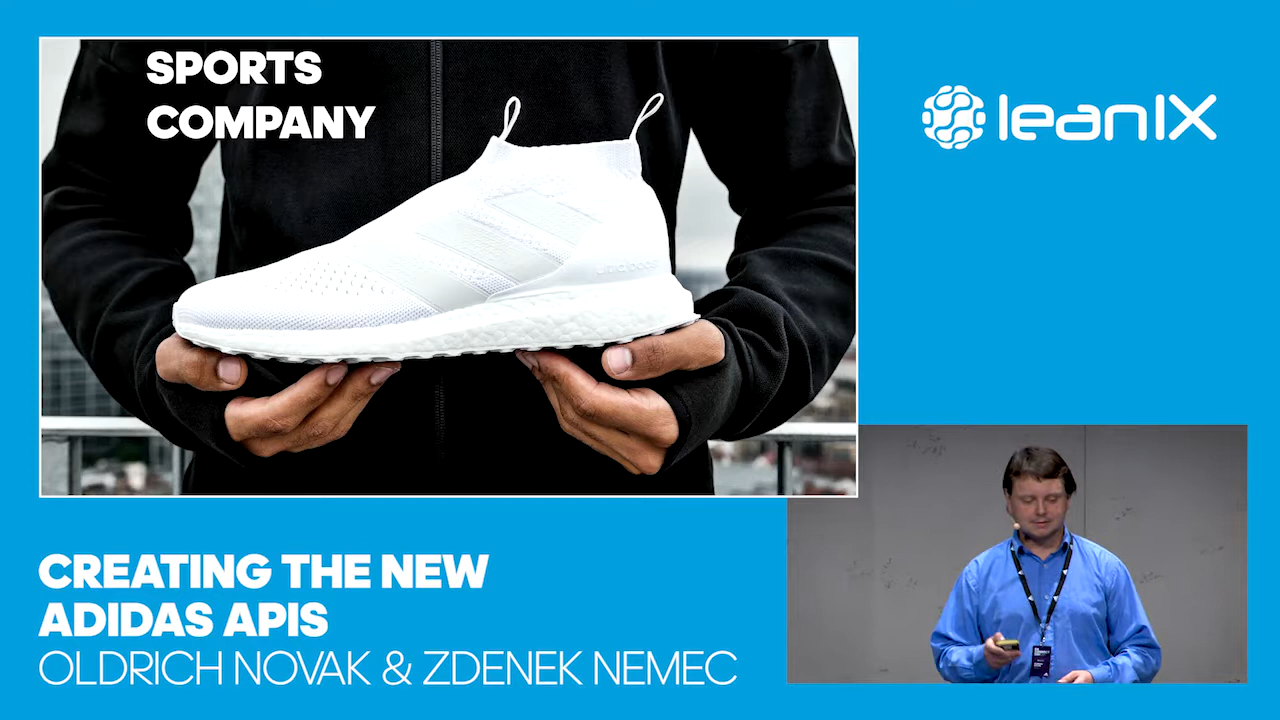 SPORTS
COMPANY
leanIX
CREATING THE NEW
ADIDAS APIS
OLDRICH NOVAK & ZDENEK NEMEC